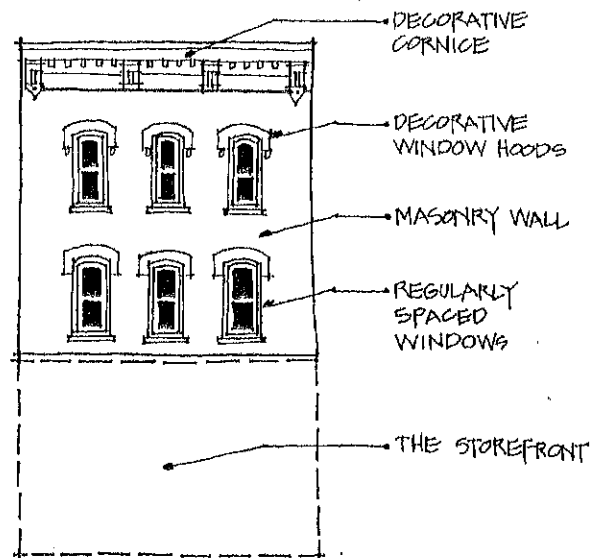 DECORATIVE
CORNICE
DECORATIVE
WINDOW HOODS
MASONRY WALL
REGULARLY
SPACED
WINDOWS
THE STOREFRONT